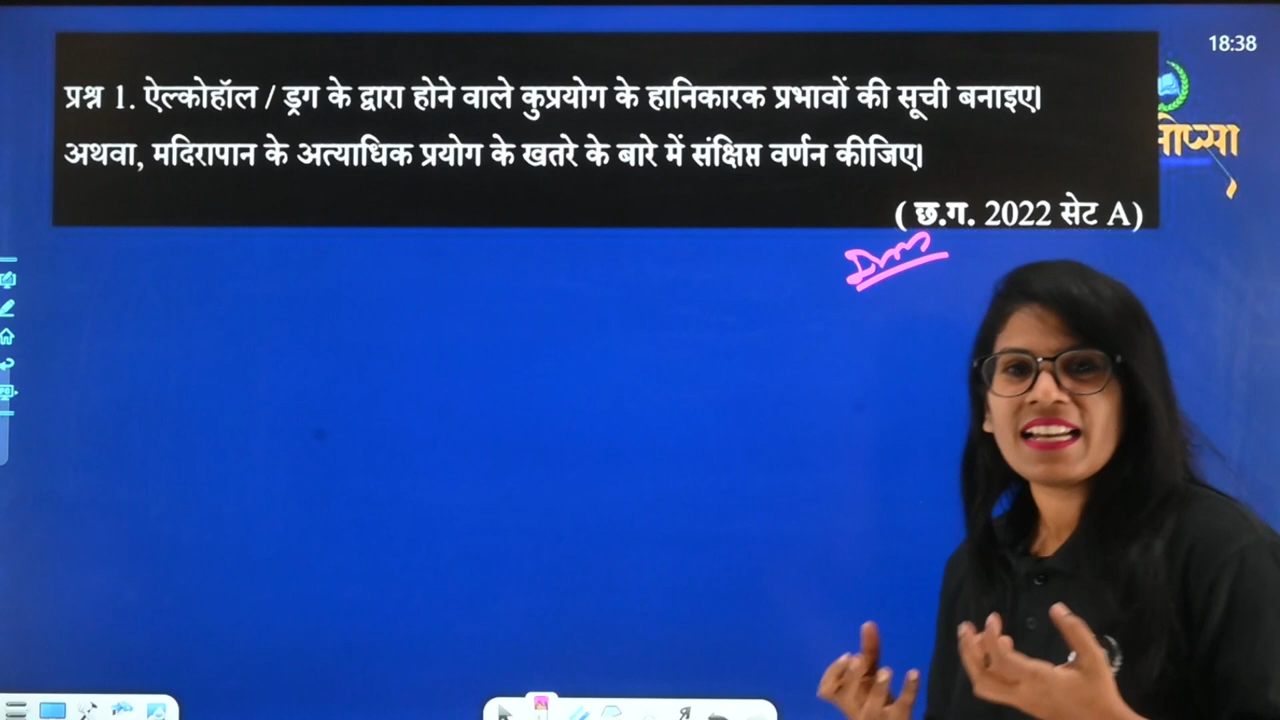 18:38
प्रश्न 1. ऐल्कोहॉल / ड्रग के द्वारा होने वाले कुप्रयोग के हानिकारक प्रभावों की सूची बनाइए।
अथवा, मदिरापान के अत्याधिक प्रयोग के खतरे के बारे में संक्षिप्त वर्णन कीजिए।
( छ.ग. 2022 सेट A)